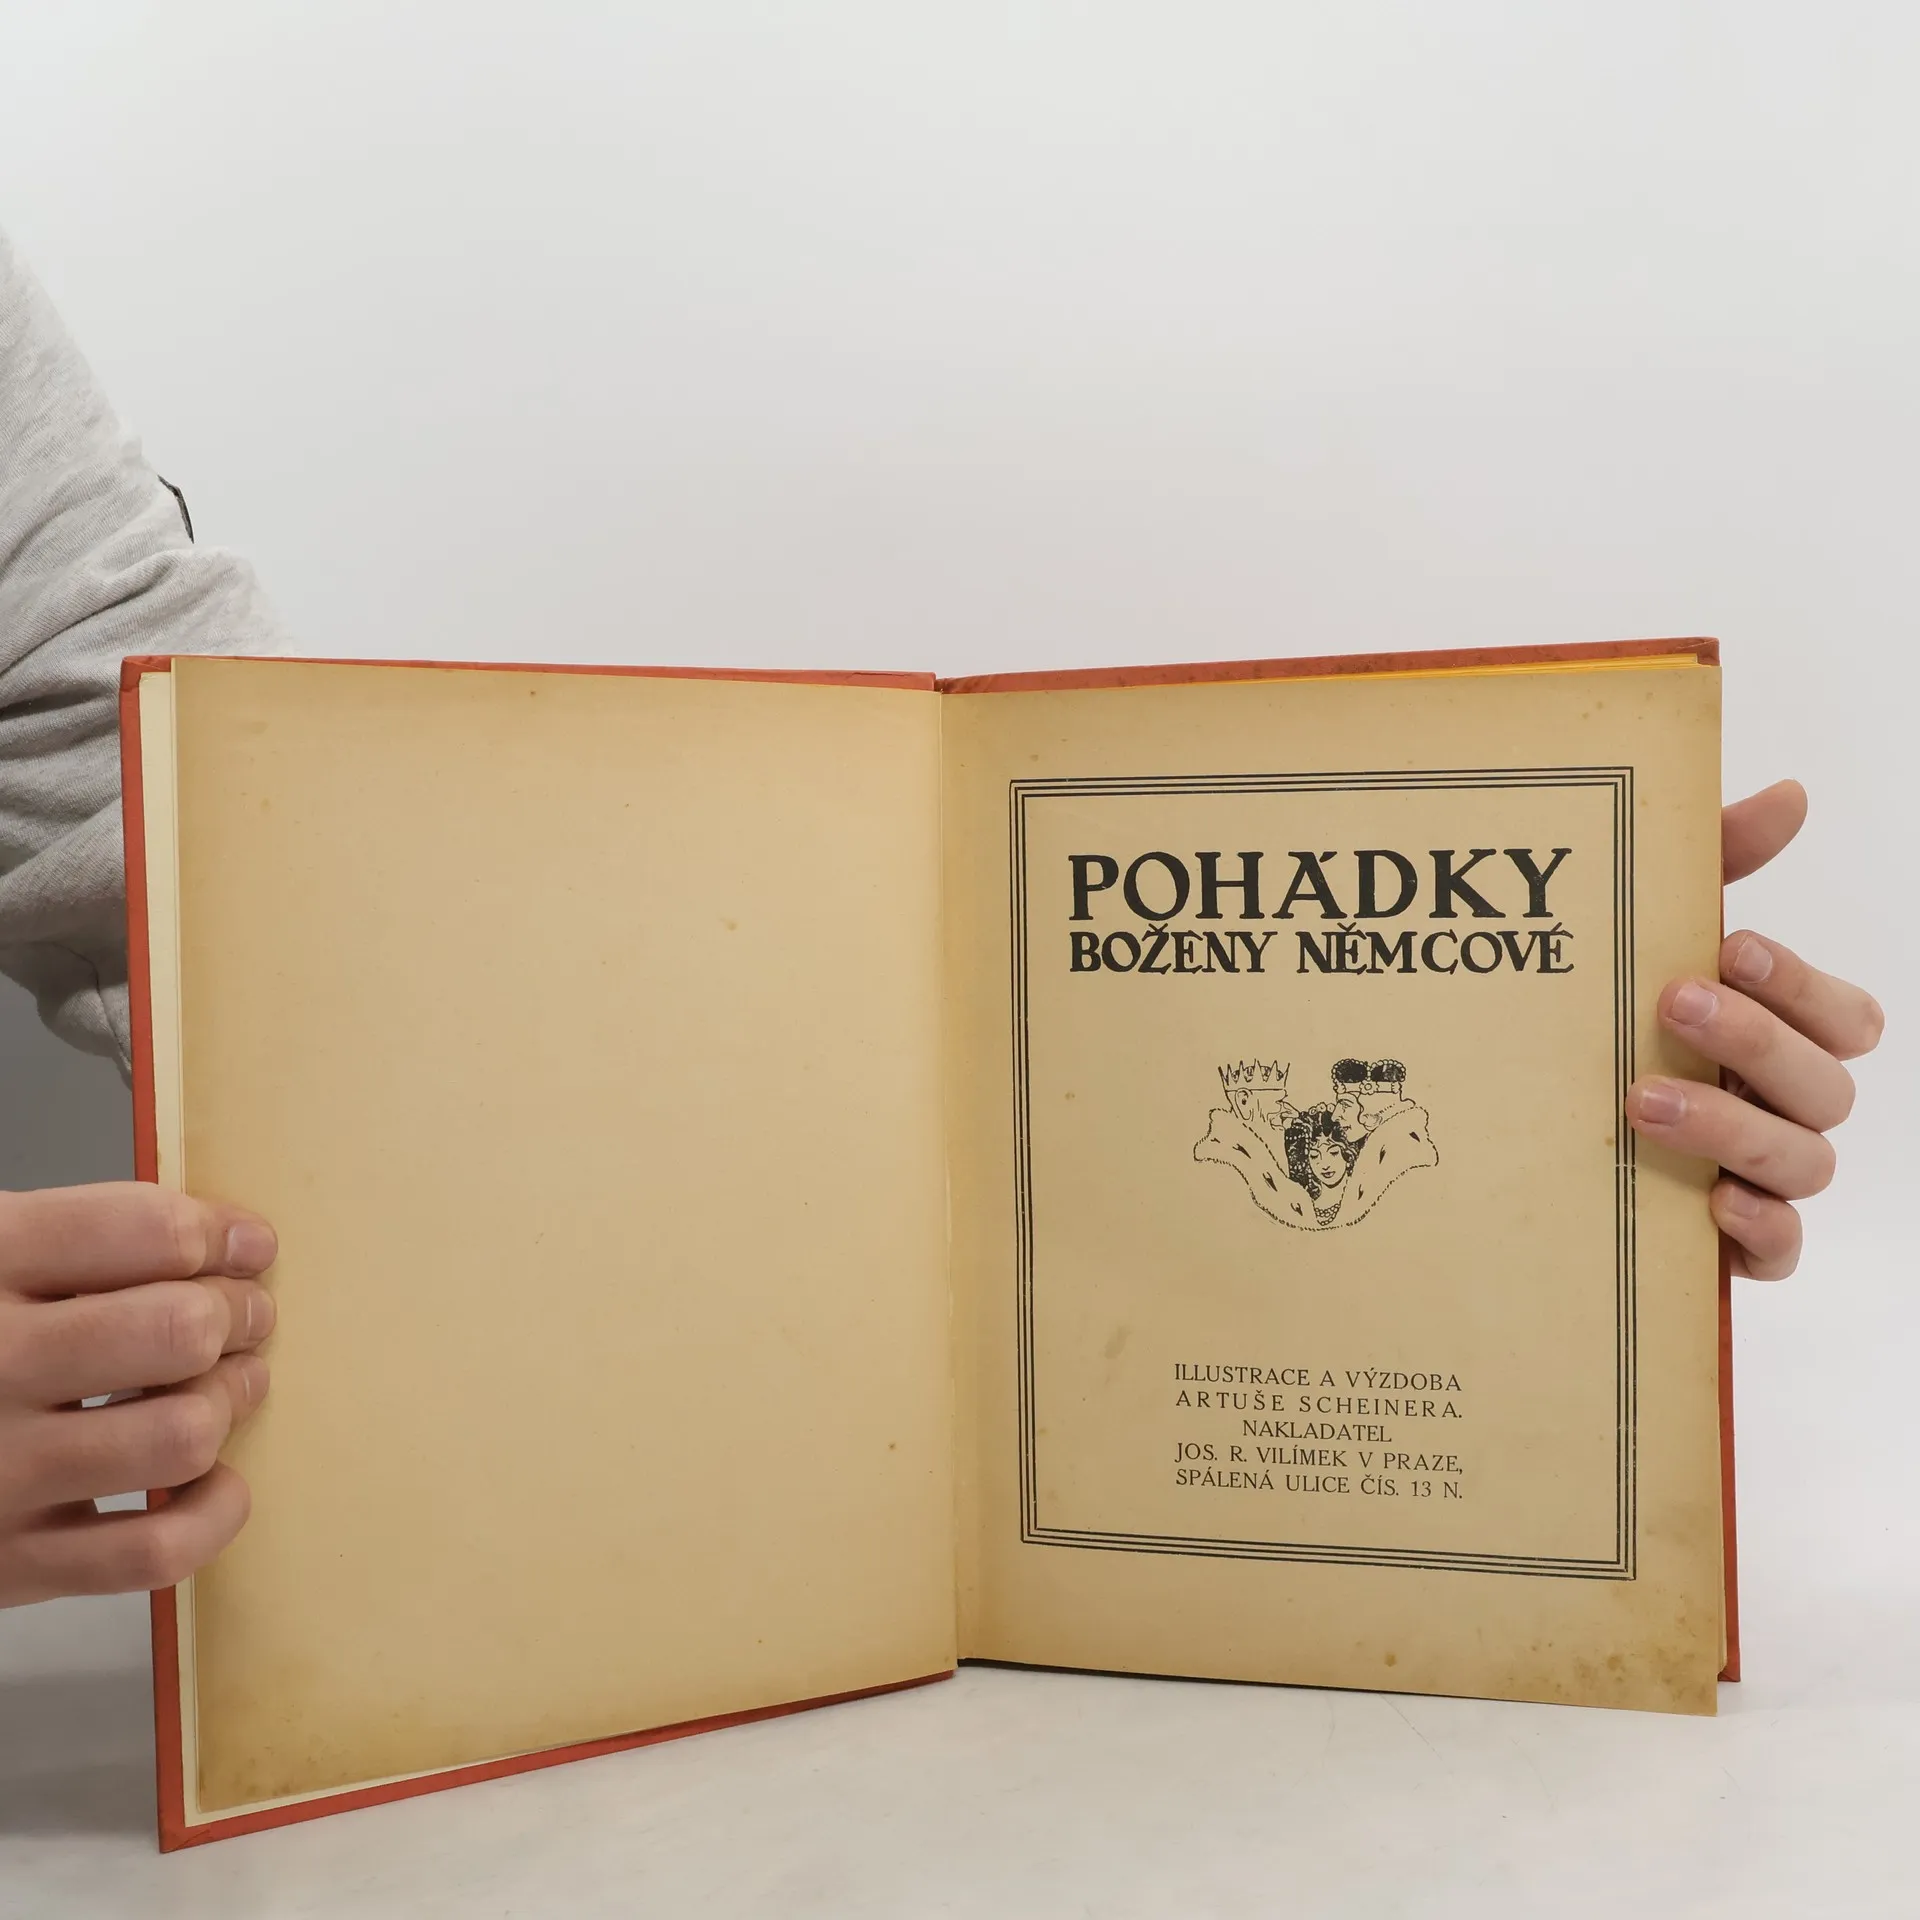 POHÁDKY
BOŽENY NĚMCOVÉ
ILLUSTRACE A VÝZDOBA
ARTUŠE SCHEINERA.
NAKLADATEL
JOS. R. VILÍMEK V PRAZE,
SPÁLENÁ ULICE ČÍS. 13 N.